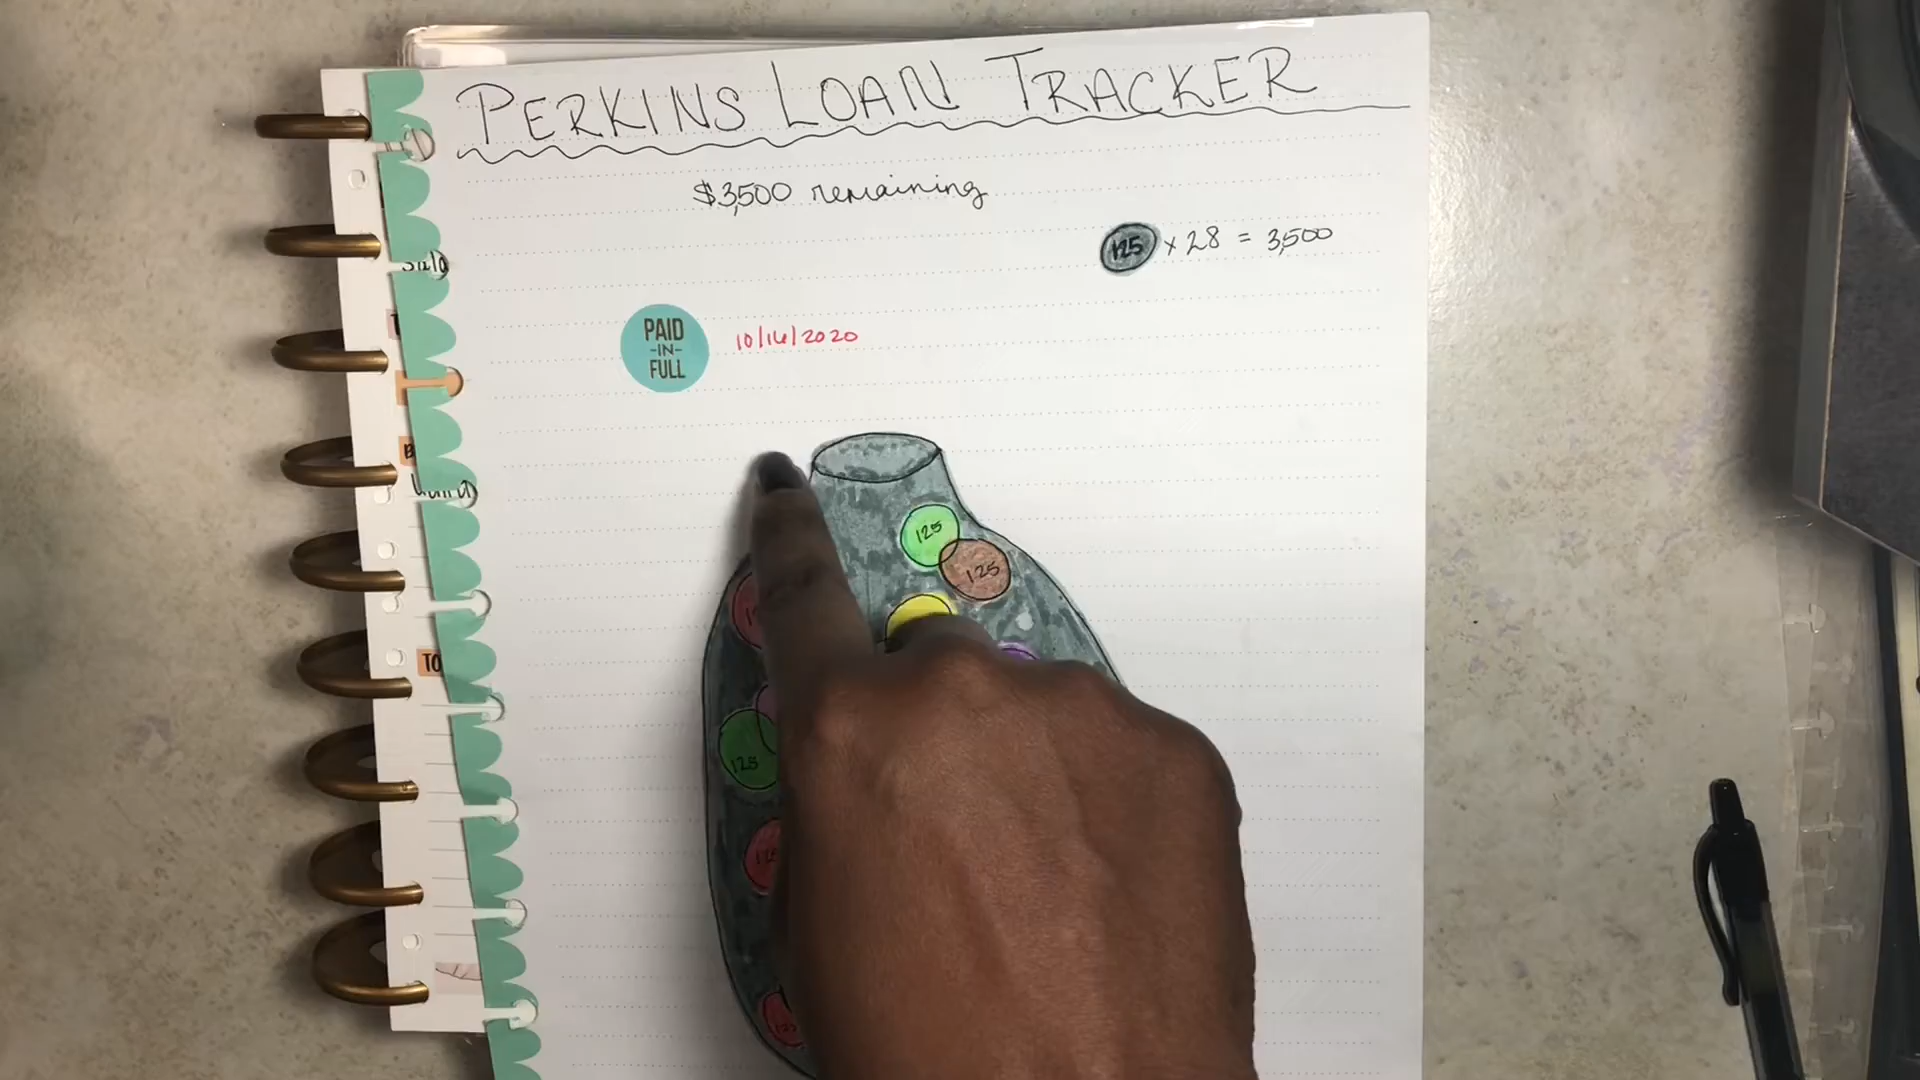 PERKINS LOAN TRACKER
$3,500 remaining
125 x 28 = 3,500
PAID
-IN-
FULL
10/16/2020
125
125
125
TO